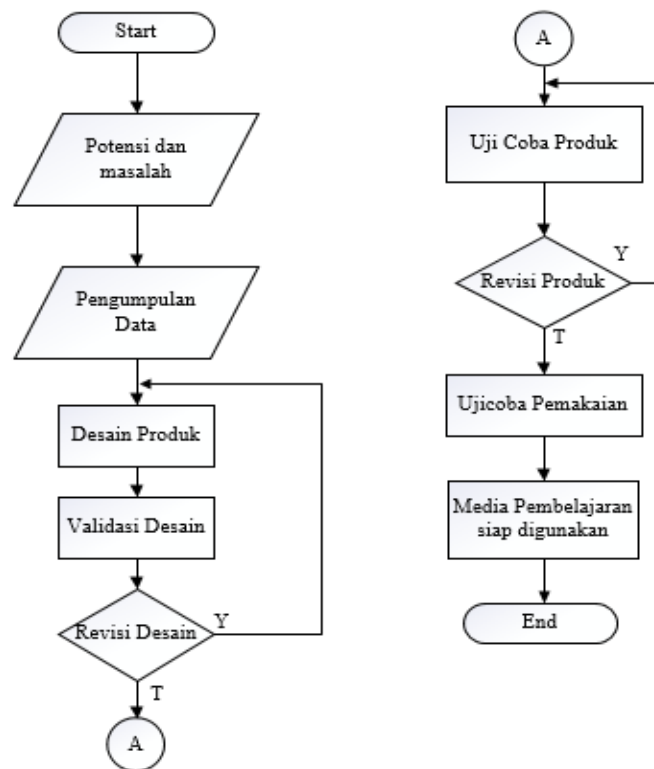 Start
Potensi dan
masalah
Pengumpulan
Data
Desain Produk
Validasi Desain
Revisi Desain
Y
T
A
A
Uji Coba Produk
Revisi Produk
Y
T
Ujicoba Pemakaian
Media Pembelajaran
siap digunakan
End